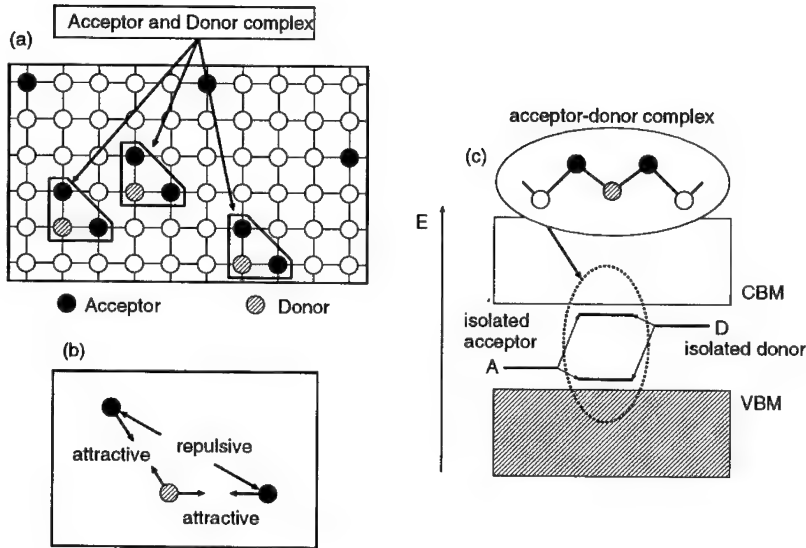 Acceptor and Donor complex
(a)
Acceptor
Donor
(b)
repulsive
attractive
attractive
acceptor-donor complex
(c)
E
CBM
isolated
acceptor
D
isolated donor
A
VBM